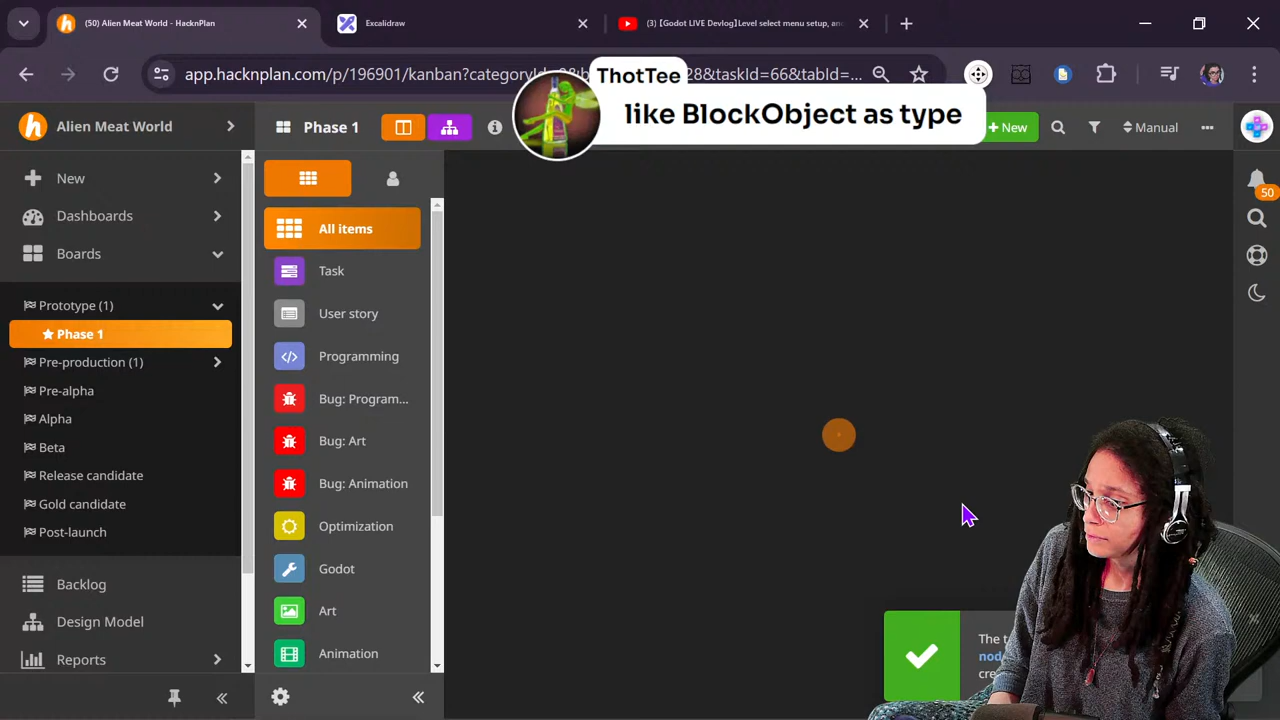 (50) Alien Meat World - HacknPlan
Excalidraw
(3) [Godot LIVE Devlog]Level select menu setup, an
app.hacknplan.com/p/196901/kanban?categoryId
28&taskId=66&tabId=...
ThotTee
like BlockObject as type
Alien Meat World
Phase 1
New
Manual
New
Dashboards
Boards
Prototype (1)
Phase 1
Pre-production (1)
Pre-alpha
Alpha
Beta
Release candidate
Gold candidate
Post-launch
Backlog
Design Model
Reports
All items
Task
User story
Programming
Bug: Program...
Bug: Art
Bug: Animation
Optimization
Godot
Art
Animation
50
The t
nod
cre